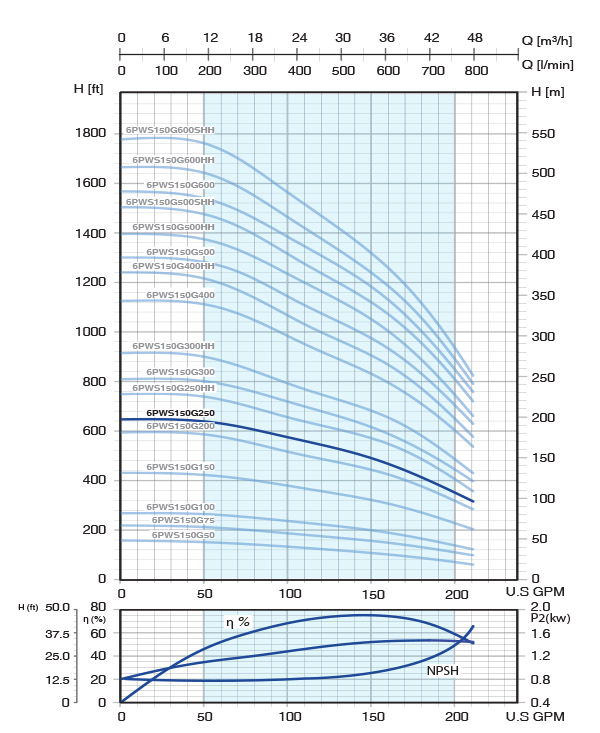 0 6 12 18 24 30 36 42 48 Q [m³/h]
0 100 200 300 400 500 600 700 800 Q [l/min]
H [ft] H [m]
6PWS1s0G600SHH
1800 550
6PWS1s0G600HH
500
1600 6PWS1s0G600
6PWS1s0Gs00SHH
450
1400 6PWS1s0Gs00HH
6PWS1s0Gs00 400
6PWS1s0G400HH
1200
6PWS1s0G400 350
1000 300
6PWS1s0G300HH
6PWS1s0G300 250
800
6PWS1s0G2s0HH
6PWS1s0G2s0 200
600 6PWS1s0G200
150
6PWS1s0G1s0
400
100
6PWS1s0G100
6PWS1s0G7s
200
6PWS1s0Gs0 50
0 0
0 50 100 150 200 U.S GPM
H (ft) 50.0 80 2.0
η (%) η % P2(kw)
37.5 60 1.6
25.0 40 1.2
NPSH
12.5 20 0.8
0 0 0.4
0 50 100 150 200 U.S GPM